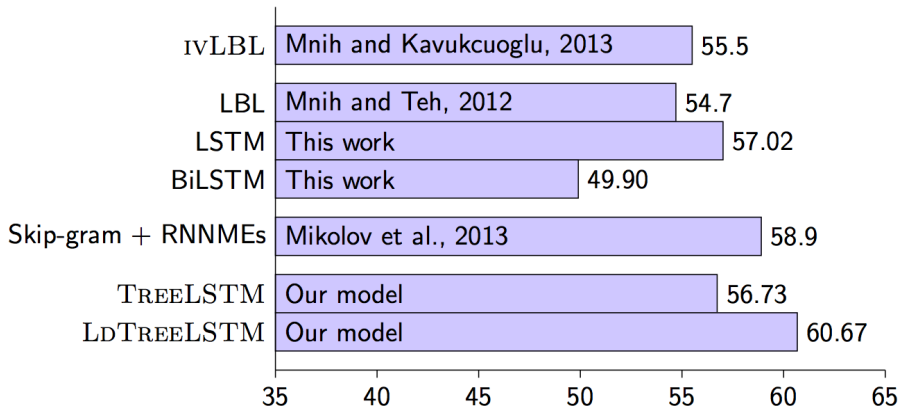 IVLBL Mnih and Kavukcuoglu, 2013 55.5
LBL Mnih and Teh, 2012 54.7
LSTM This work 57.02
BiLSTM This work 49.90
Skip-gram + RNNMEs Mikolov et al., 2013 58.9
TREELSTM Our model 56.73
LDTREELSTM Our model 60.67
35 40 45 50 55 60 65